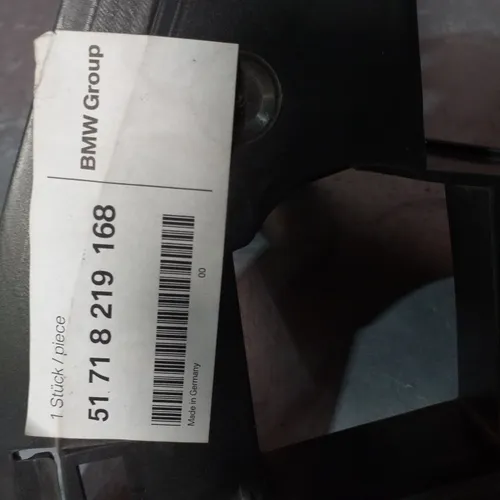 BMW Group
1 Stück / piece
51 71 8 219 168
00
Made in Germany